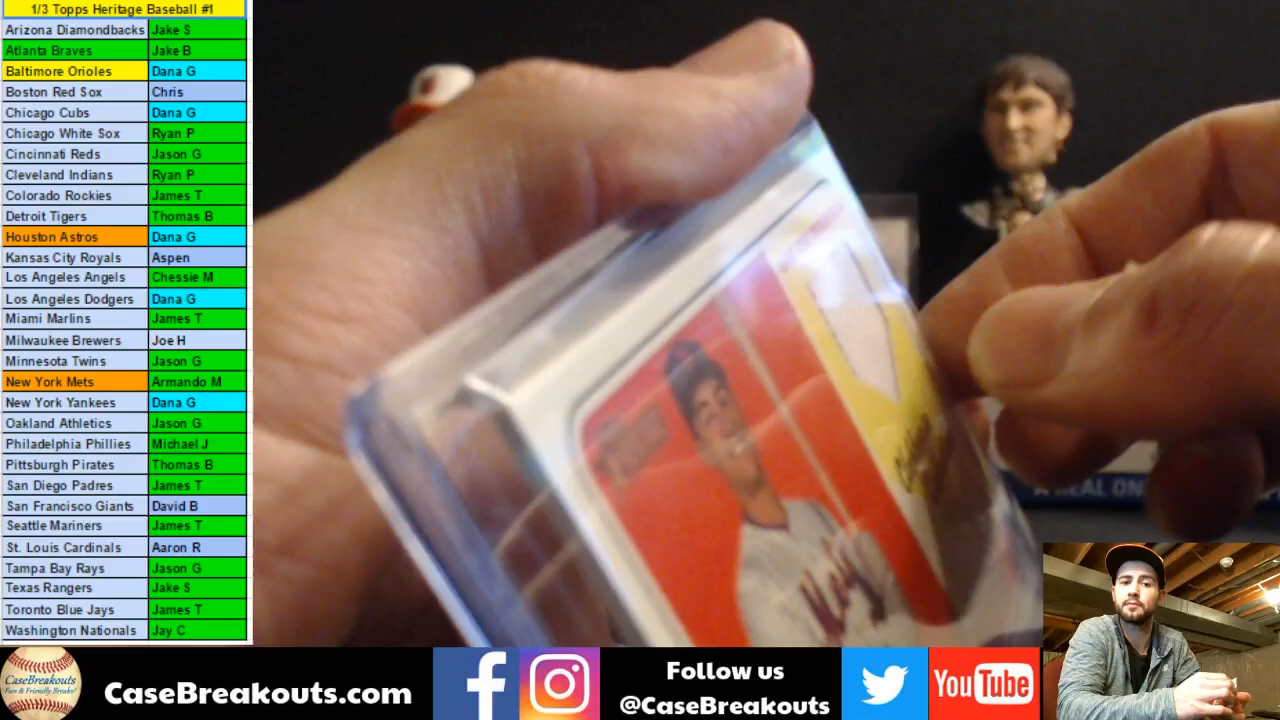 1/3 Topps Heritage Baseball #1
Arizona Diamondbacks Jake S
Atlanta Braves Jake B
Baltimore Orioles Dana G
Boston Red Sox Chris
Chicago Cubs Dana G
Chicago White Sox Ryan P
Cincinnati Reds Jason G
Cleveland Indians Ryan P
Colorado Rockies James T
Detroit Tigers Thomas B
Houston Astros Dana G
Kansas City Royals Aspen
Los Angeles Angels Chessie M
Los Angeles Dodgers Dana G
Miami Marlins James T
Milwaukee Brewers Joe H
Minnesota Twins Jason G
New York Mets Armando M
New York Yankees Dana G
Oakland Athletics Jason G
Philadelphia Phillies Michael J
Pittsburgh Pirates Thomas B
San Diego Padres James T
San Francisco Giants David B
Seattle Mariners James T
St. Louis Cardinals Aaron R
Tampa Bay Rays Jason G
Texas Rangers Jake S
Toronto Blue Jays James T
Washington Nationals Jay C
A REAL
CaseBreakouts
Fun & Friendly Breaks!
CaseBreakouts.com
Follow us
@CaseBreakouts
YouTube